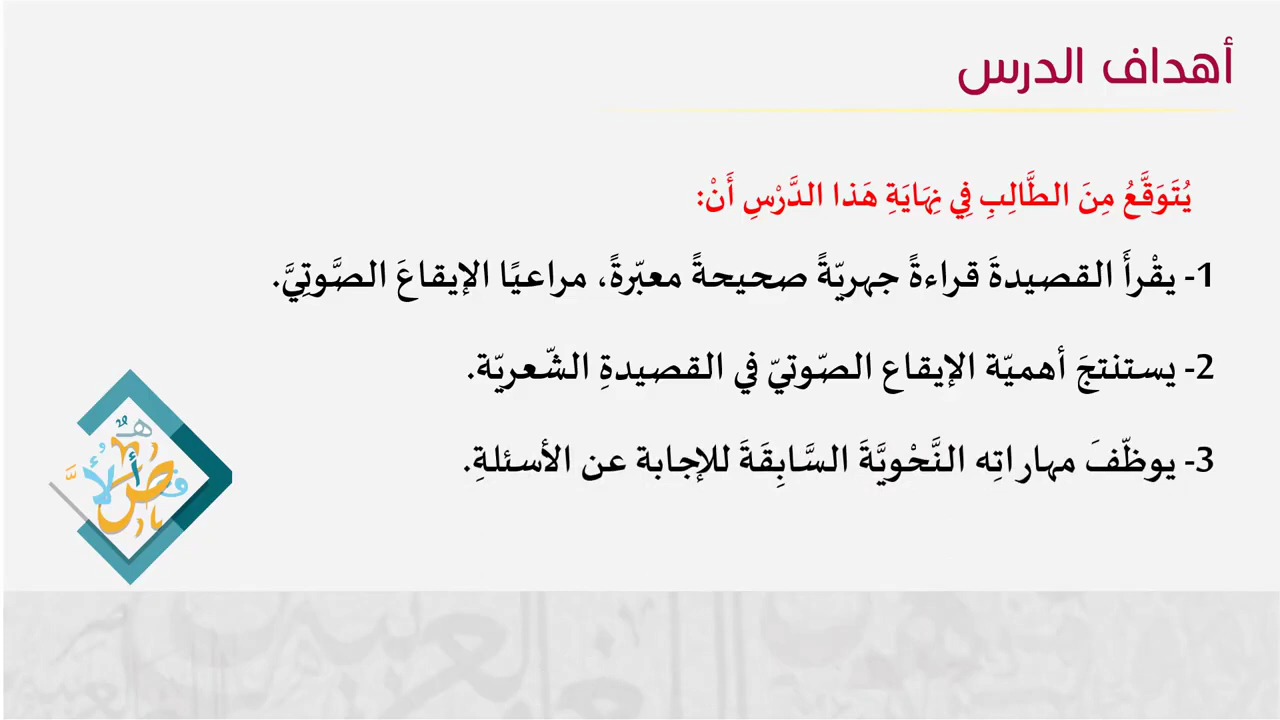 أهداف الدرس
يُتَوَقَّعُ مِنَ الطَّالِبِ فِي نِهَايَةِ هَذا الدَّرْسِ أَنْ:
1- يقْرأَ القصيدةَ قراءةً جهريّةً صحيحةً معبّرةً، مراعيًا الإيقاعَ الصَّوتِيَّ.
2- يستنتجَ أهميّة الإيقاع الصّوتيّ في القصيدةِ الشّعريّة.
3- يوظّفَ مهاراتِه النَّحْويَّةَ السَّابِقَةَ للإجابة عن الأسئلةِ.